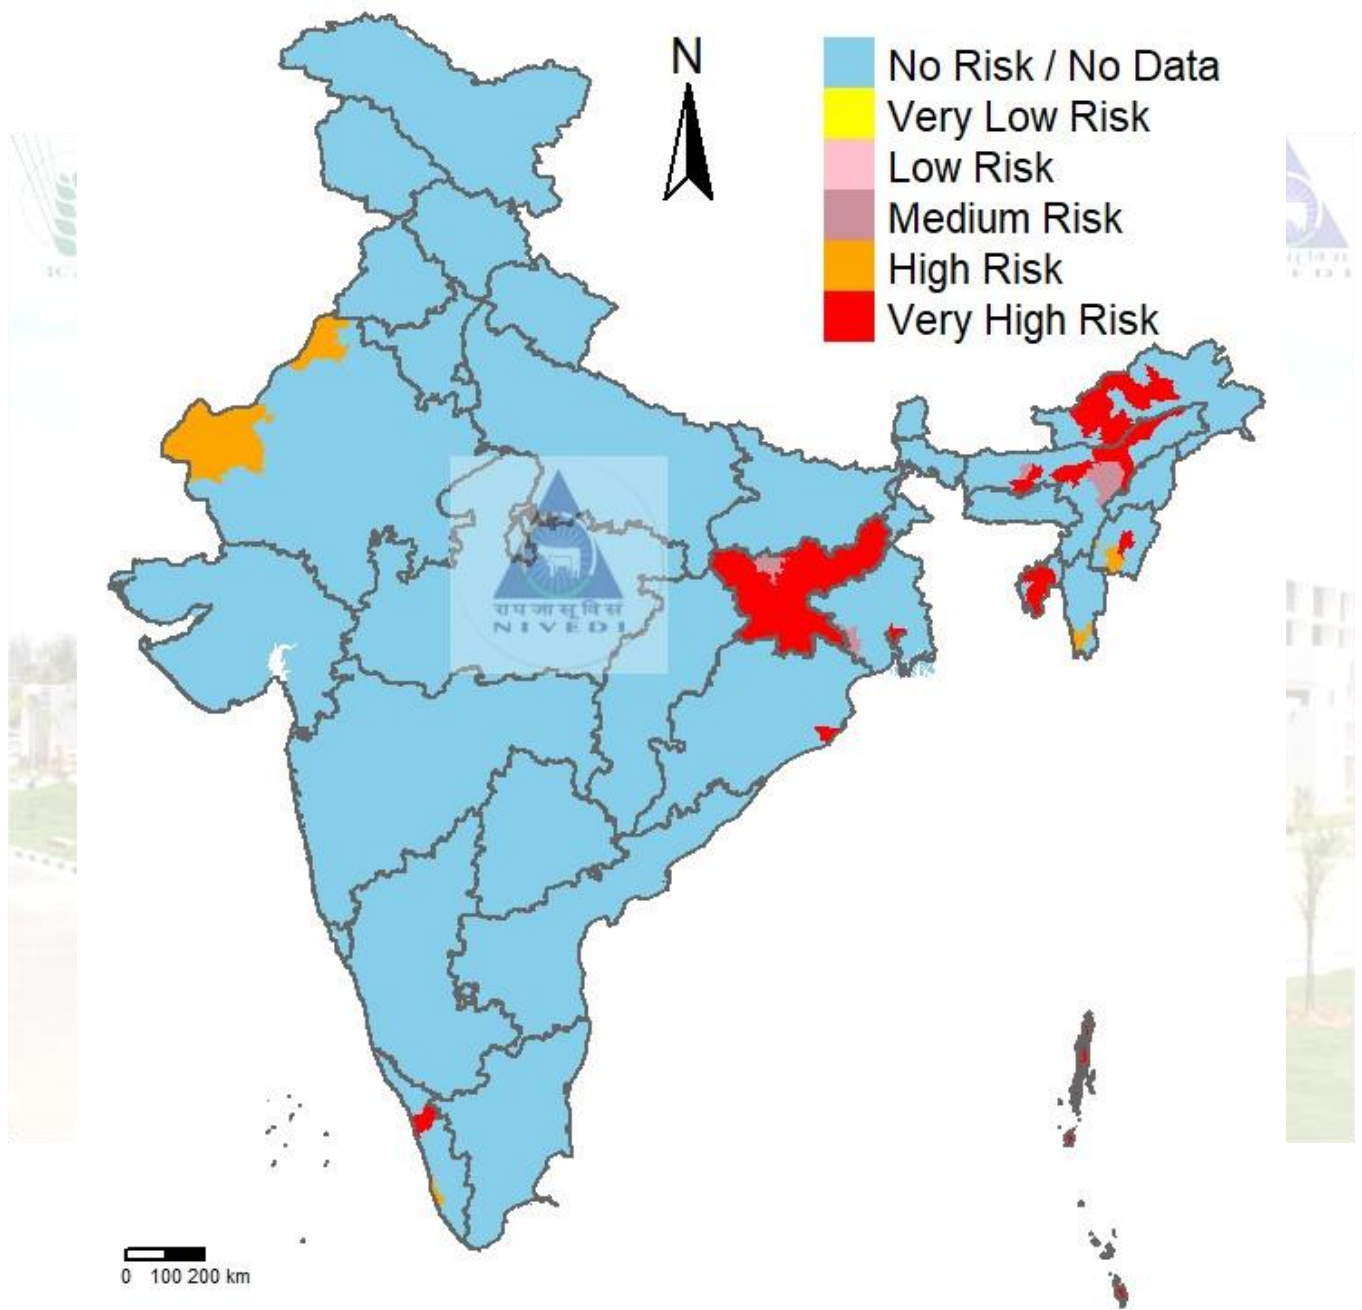 N
No Risk / No Data
Very Low Risk
Low Risk
Medium Risk
High Risk
Very High Risk
रापजासूविसं
NIVEDI
0 100 200 km